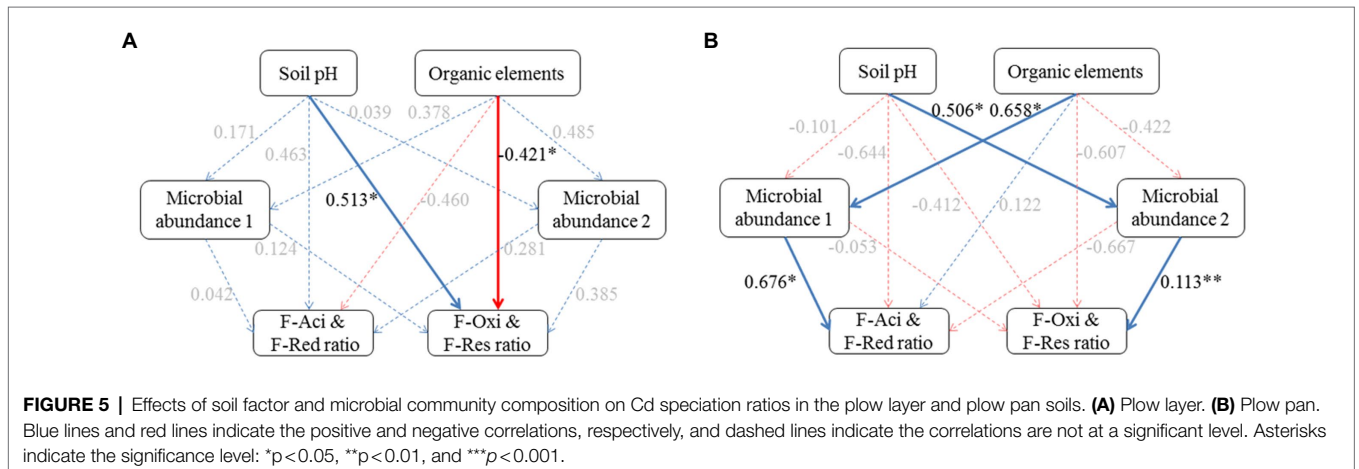 A
Soil pH
Organic elements
0.039
0.378
0.171
0.485
0.463
-0.421*
Microbial
abundance 1
0.513*
-0.460
Microbial
abundance 2
0.124
0.281
0.042
0.385
F-Aci &
F-Red ratio
F-Oxi &
F-Res ratio
B
Soil pH
Organic elements
0.506*
0.658*
-0.101
-0.422
-0.644
-0.607
Microbial
abundance 1
-0.412
0.122
Microbial
abundance 2
-0.053
-0.667
0.676*
0.113**
F-Aci &
F-Red ratio
F-Oxi &
F-Res ratio
FIGURE 5 | Effects of soil factor and microbial community composition on Cd speciation ratios in the plow layer and plow pan soils. (A) Plow layer. (B) Plow pan.
Blue lines and red lines indicate the positive and negative correlations, respectively, and dashed lines indicate the correlations are not at a significant level. Asterisks
indicate the significance level: *p<0.05, **p<0.01, and ***p<0.001.